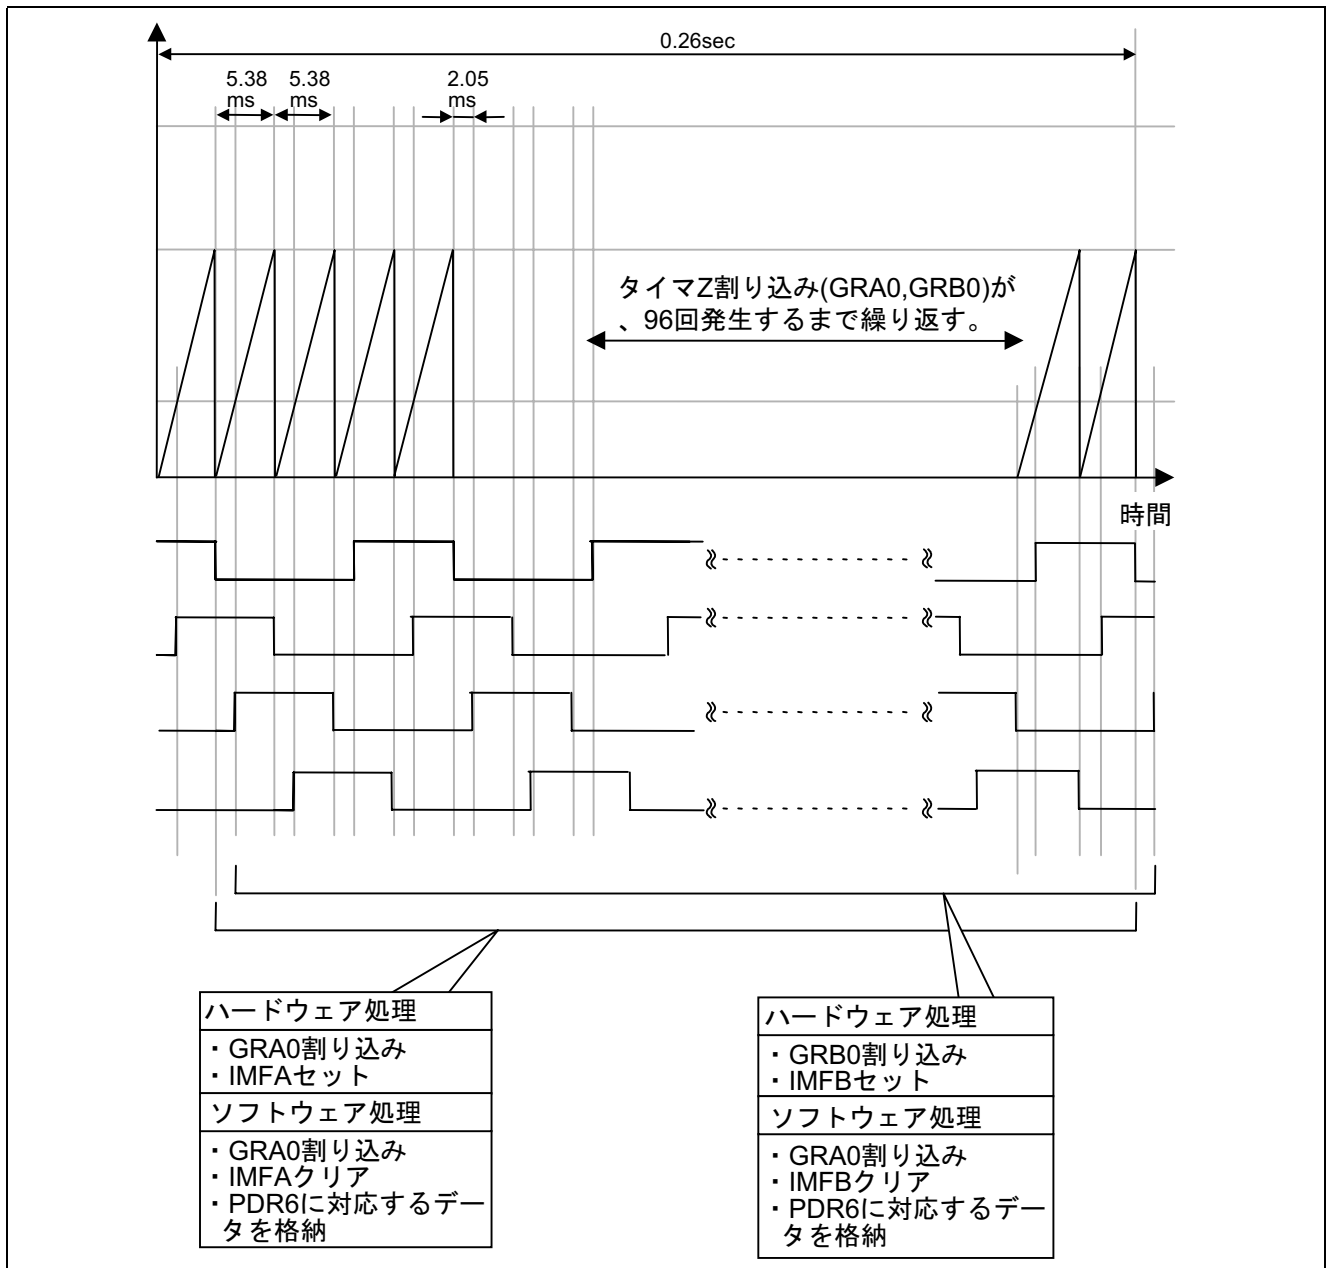 0.26sec
5.38
ms
5.38
ms
2.05
ms
タイマZ割り込み(GRA0,GRB0)が
、96回発生するまで繰り返す。
時間
ハードウェア処理
・GRA0割り込み
・IMFAセット
ソフトウェア処理
・GRA0割り込み
・IMFAクリア
・PDR6に対応するデー
タを格納
ハードウェア処理
・GRB0割り込み
・IMFBセット
ソフトウェア処理
・GRA0割り込み
・IMFBクリア
・PDR6に対応するデー
タを格納